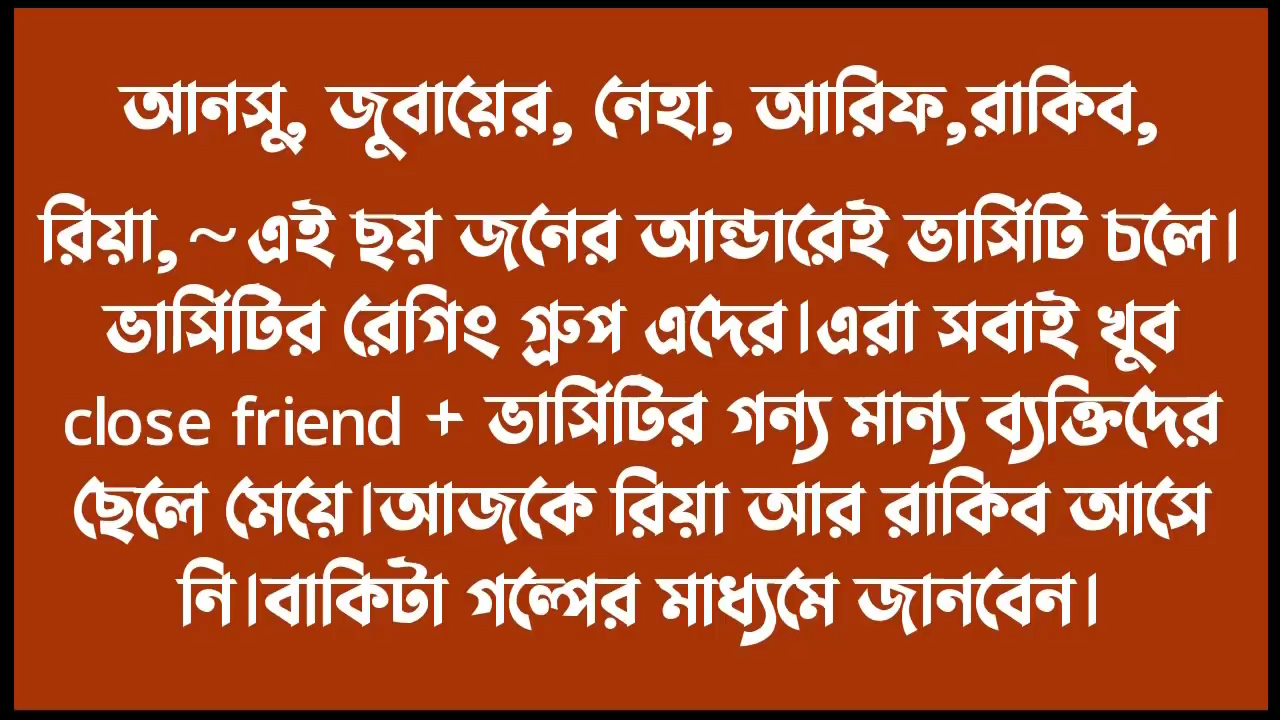 আনসু, জুবায়ের, নেহা, আরিফ,রাকিব,
রিয়া,~এই ছয় জনের আন্ডারেই ভার্সিটি চলে।
ভার্সিটির রেগিং গ্রুপ এদের।এরা সবাই খুব
close friend + ভার্সিটির গন্য মান্য ব্যক্তিদের
ছেলে মেয়ে।আজকে রিয়া আর রাকিব আসে
নি।বাকিটা গল্পের মাধ্যমে জানবেন।